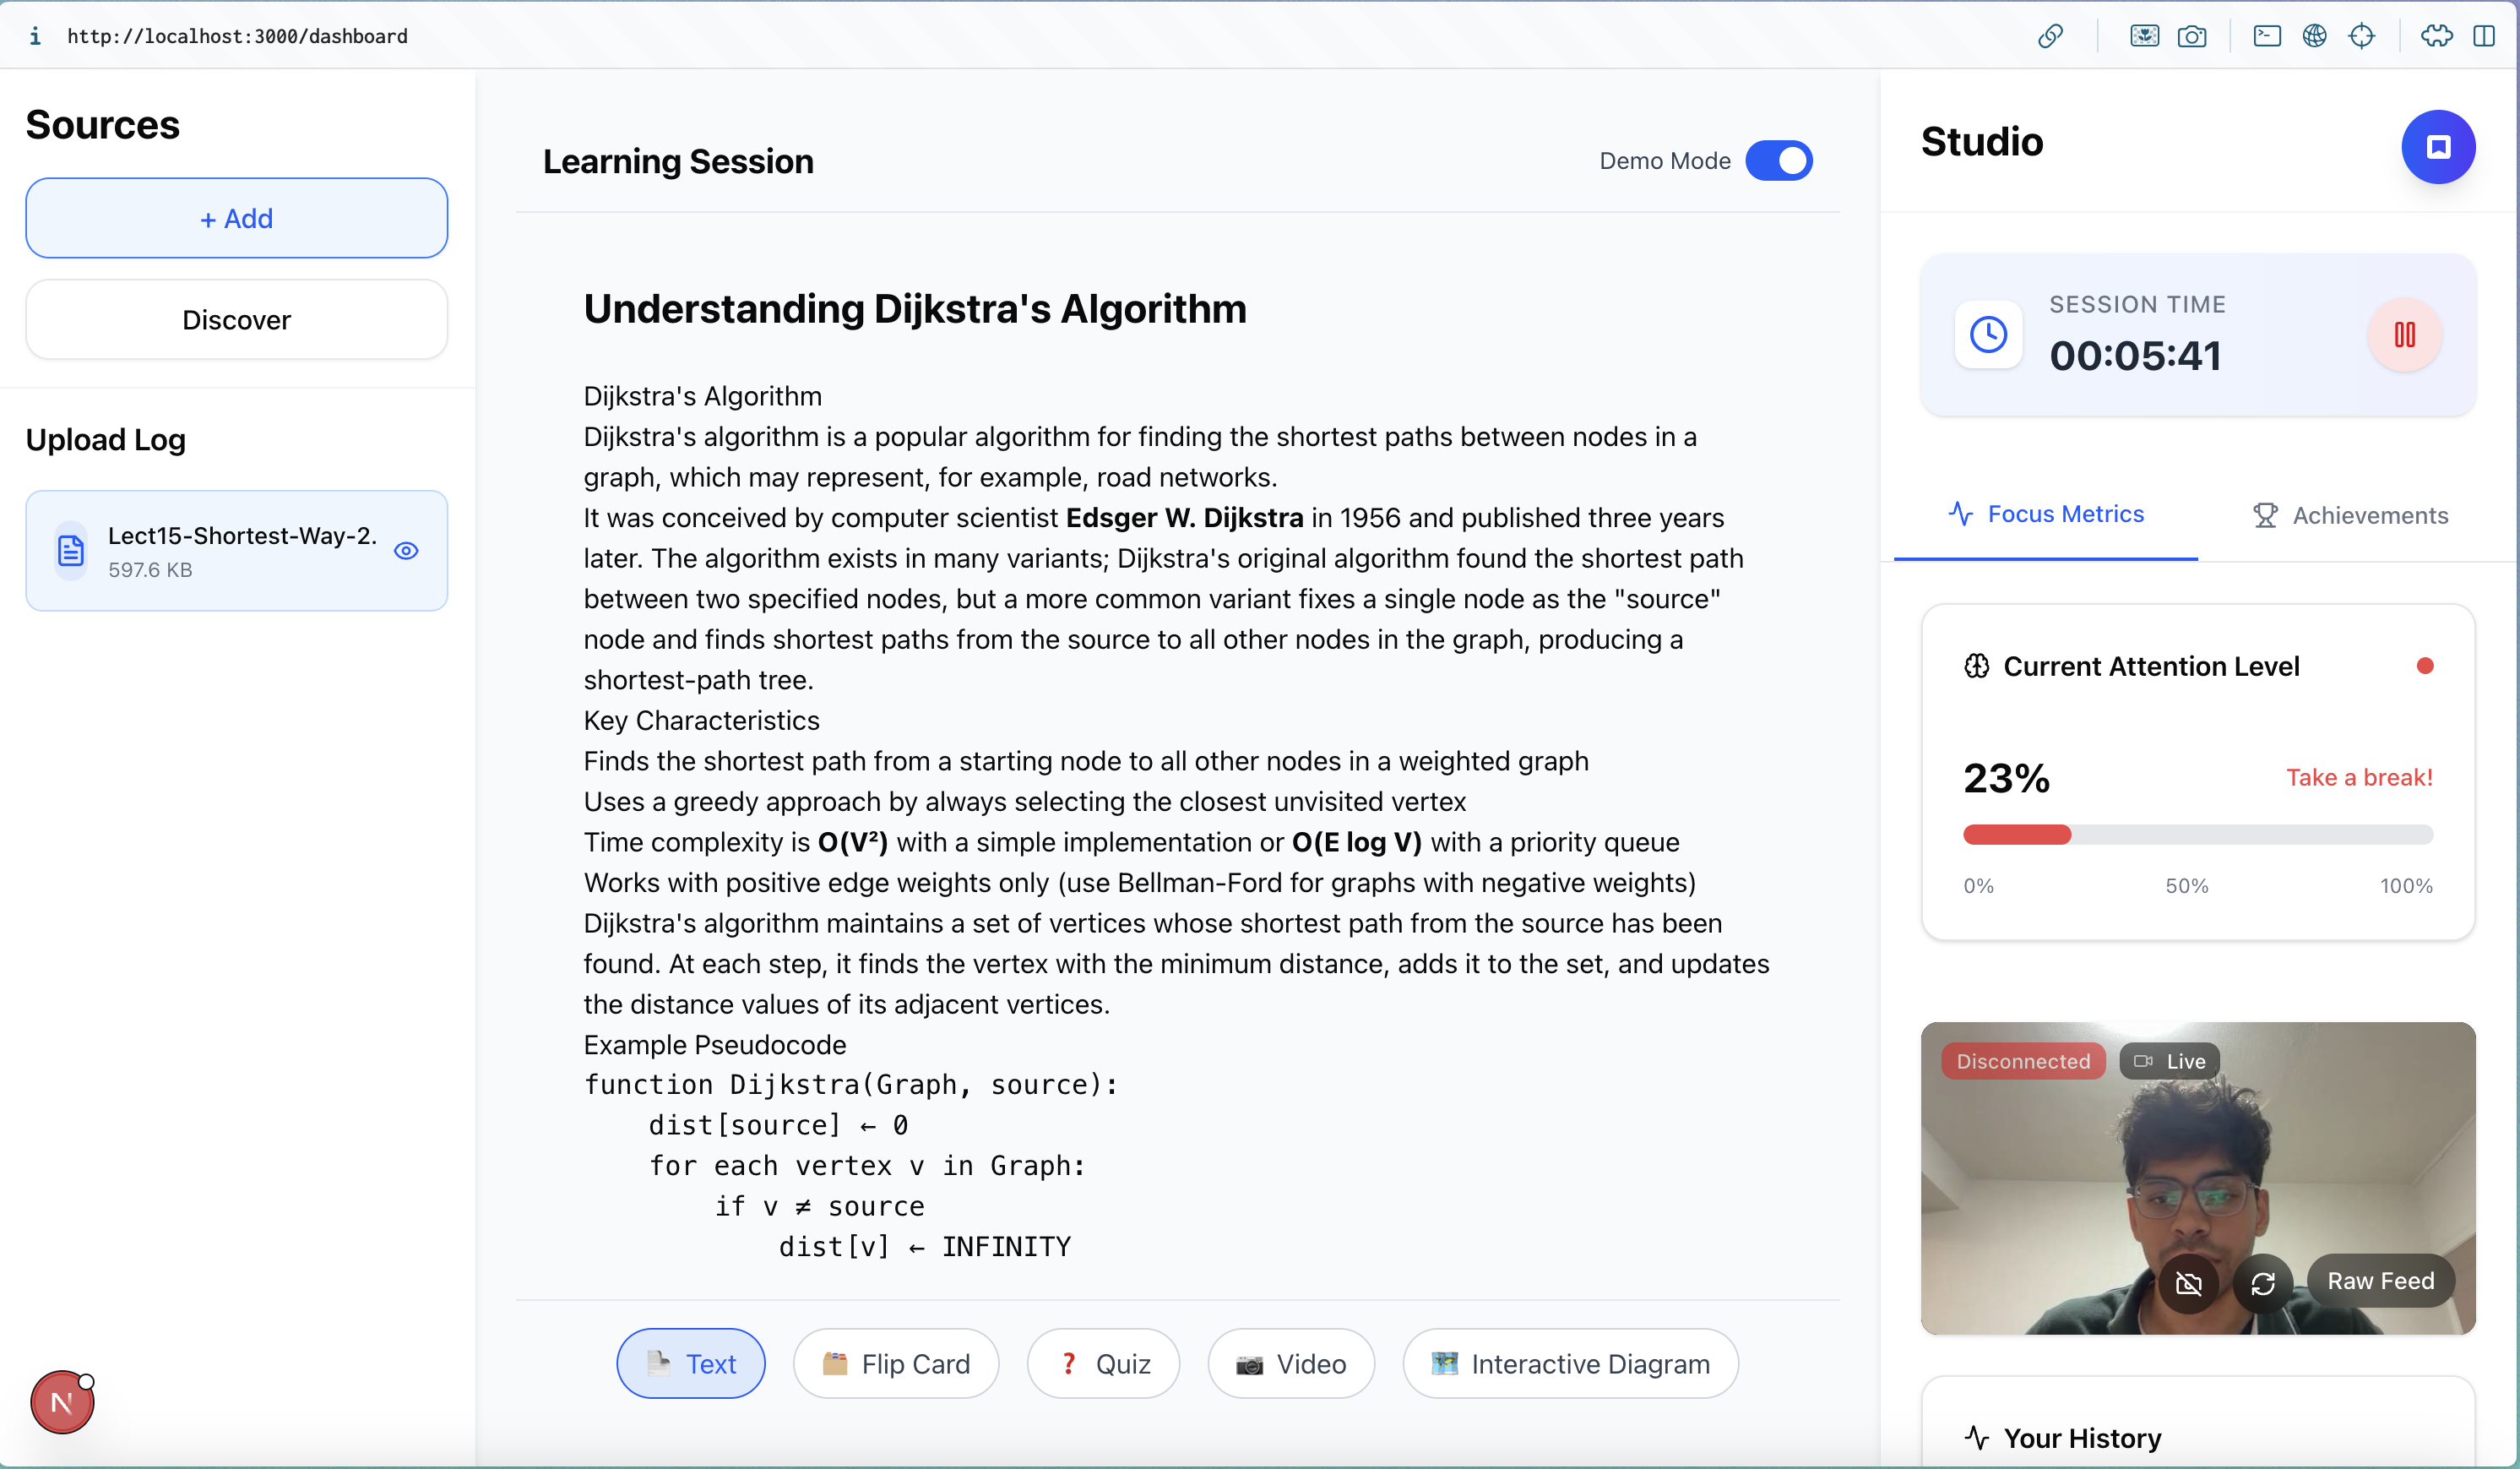 i http://localhost:3000/dashboard
Sources
+ Add
Discover
Upload Log
Lect15-Shortest-Way-2.
597.6 KB
N
Learning Session
Demo Mode
Understanding Dijkstra's Algorithm
Dijkstra's Algorithm
Dijkstra's algorithm is a popular algorithm for finding the shortest paths between nodes in a
graph, which may represent, for example, road networks.
It was conceived by computer scientist Edsger W. Dijkstra in 1956 and published three years
later. The algorithm exists in many variants; Dijkstra's original algorithm found the shortest path
between two specified nodes, but a more common variant fixes a single node as the "source"
node and finds shortest paths from the source to all other nodes in the graph, producing a
shortest-path tree.
Key Characteristics
Finds the shortest path from a starting node to all other nodes in a weighted graph
Uses a greedy approach by always selecting the closest unvisited vertex
Time complexity is O(V²) with a simple implementation or O(E log V) with a priority queue
Works with positive edge weights only (use Bellman-Ford for graphs with negative weights)
Dijkstra's algorithm maintains a set of vertices whose shortest path from the source has been
found. At each step, it finds the vertex with the minimum distance, adds it to the set, and updates
the distance values of its adjacent vertices.
Example Pseudocode
function Dijkstra(Graph, source):
    dist[source] ← 0
    for each vertex v in Graph:
        if v ≠ source
            dist[v] ← INFINITY
Text
Flip Card
Quiz
Video
Interactive Diagram
Studio
SESSION TIME
00:05:41
Focus Metrics
Achievements
Current Attention Level
23% Take a break!
0% 50% 100%
Disconnected
Live
Raw Feed
Your History